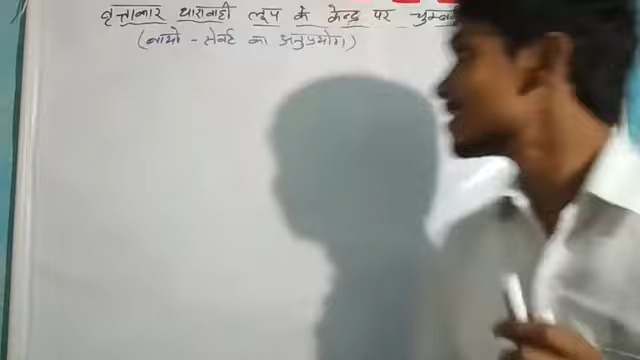 वृत्ताकार धारावाही लूप के केन्द्र पर
(बायो - सेवर्ट का अनुप्रयोग)